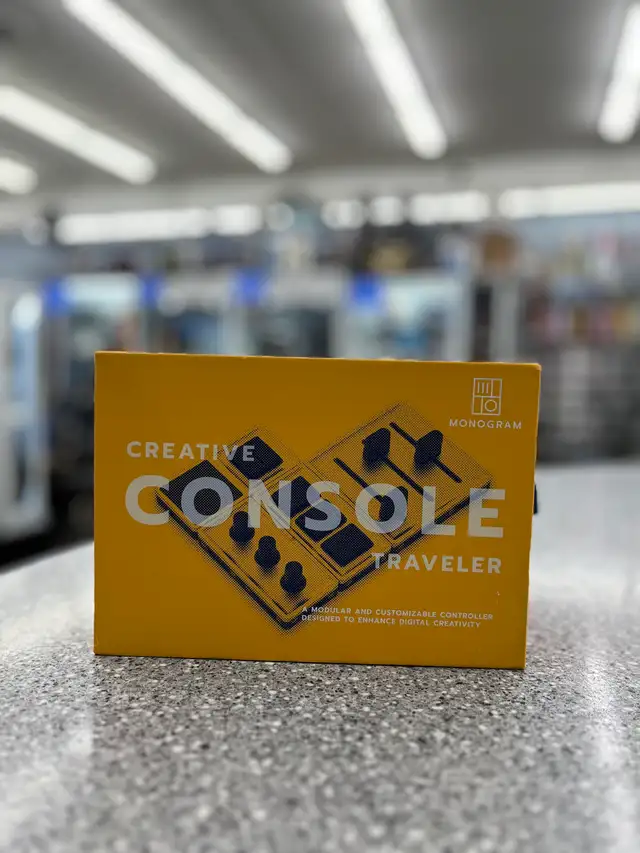 MONOGRAM
CREATIVE
CONSOLE
TRAVELER
A MODULAR AND CUSTOMIZABLE CONTROLLER
DESIGNED TO ENHANCE DIGITAL CREATIVITY